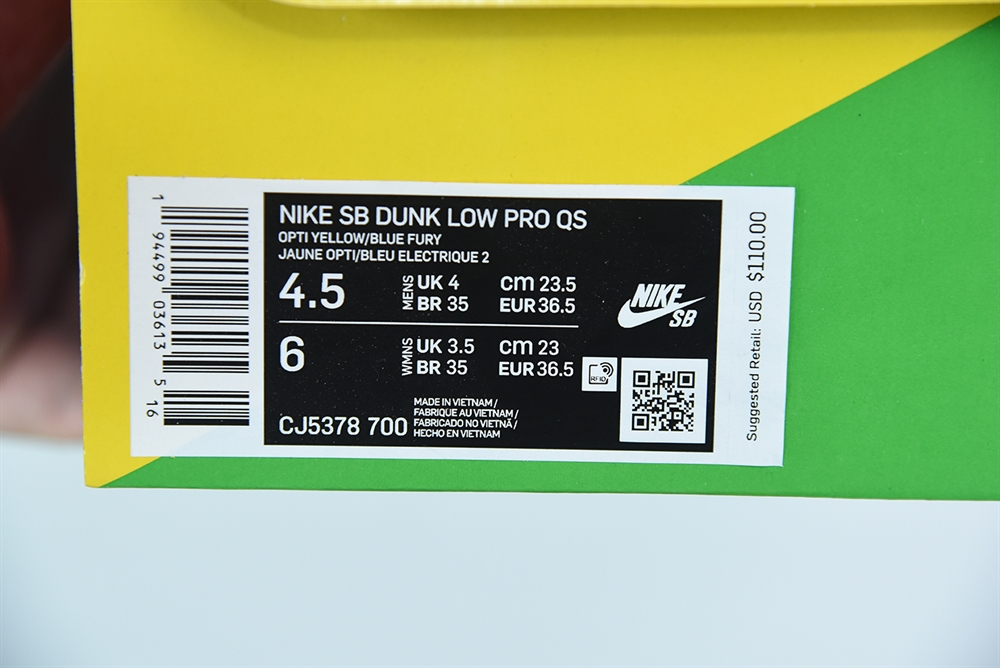 NIKE SB DUNK LOW PRO QS
OPTI YELLOW/BLUE FURY
JAUNE OPTI/BLEU ELECTRIQUE 2
4.5 MENS UK 4 cm 23.5
BR 35 EUR 36.5
6 WMNS UK 3.5 cm 23
BR 35 EUR 36.5
CJ5378 700
MADE IN VIETNAM /
FABRIQUE AU VIETNAM /
FABRICADO NO VIETNÃ /
HECHO EN VIETNAM
RFID
NIKE
SB
1 94499 03613 5 16
Suggested Retail: USD $110.00